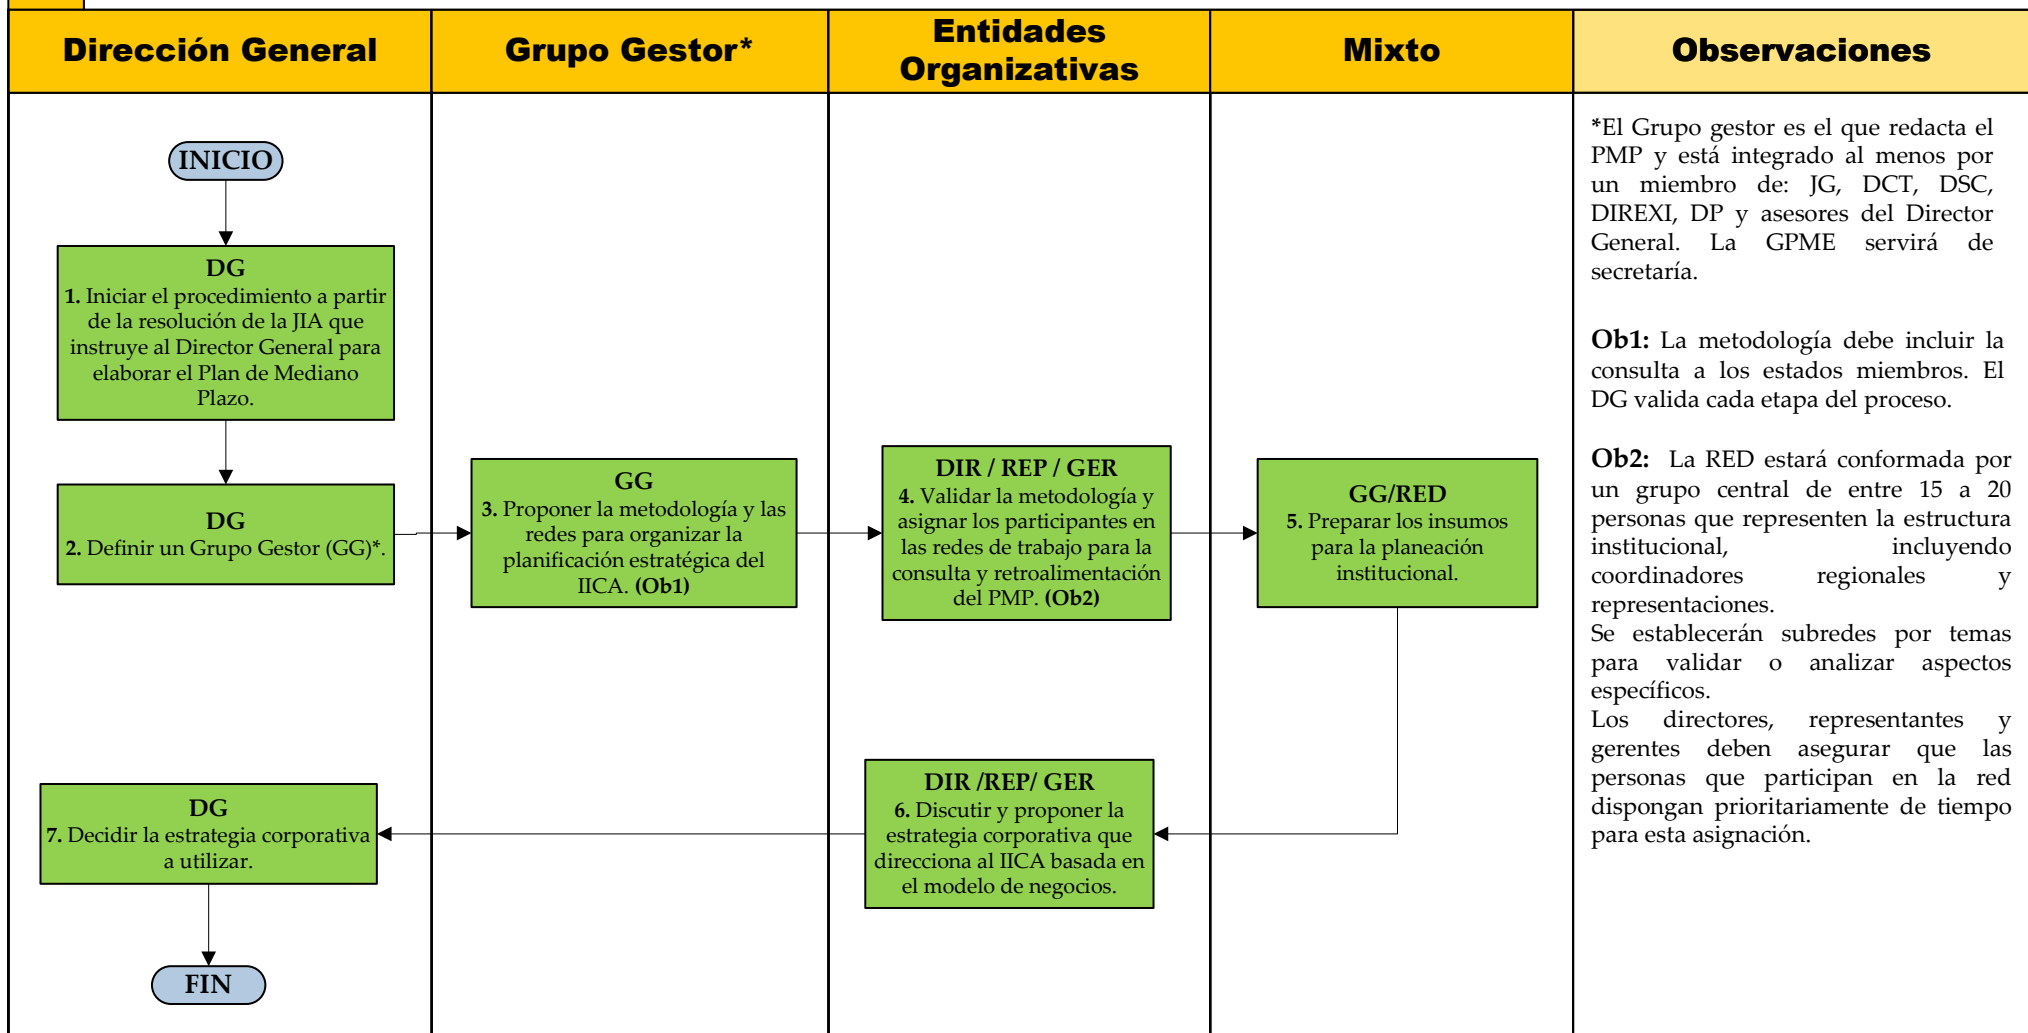 Dirección General
Grupo Gestor*
Entidades
Organizativas
Mixto
Observaciones
INICIO
DG
1. Iniciar el procedimiento a partir
de la resolución de la JIA que
instruye al Director General para
elaborar el Plan de Mediano
Plazo.
DG
2. Definir un Grupo Gestor (GG)*.
GG
3. Proponer la metodología y las
redes para organizar la
planificación estratégica del
IICA. (Ob1)
DIR / REP / GER
4. Validar la metodología y
asignar los participantes en
las redes de trabajo para la
consulta y retroalimentación
del PMP. (Ob2)
GG/RED
5. Preparar los insumos
para la planeación
institucional.
DIR /REP/ GER
6. Discutir y proponer la
estrategia corporativa que
direcciona al IICA basada en
el modelo de negocios.
DG
7. Decidir la estrategia corporativa
a utilizar.
FIN
*El Grupo gestor es el que redacta el
PMP y está integrado al menos por
un miembro de: JG, DCT, DSC,
DIREXI, DP y asesores del Director
General. La GPME servirá de
secretaría.
Ob1: La metodología debe incluir la
consulta a los estados miembros. El
DG valida cada etapa del proceso.
Ob2: La RED estará conformada por
un grupo central de entre 15 a 20
personas que representen la estructura
institucional, incluyendo
coordinadores regionales y
representaciones.
Se establecerán subredes por temas
para validar o analizar aspectos
específicos.
Los directores, representantes y
gerentes deben asegurar que las
personas que participan en la red
dispongan prioritariamente de tiempo
para esta asignación.